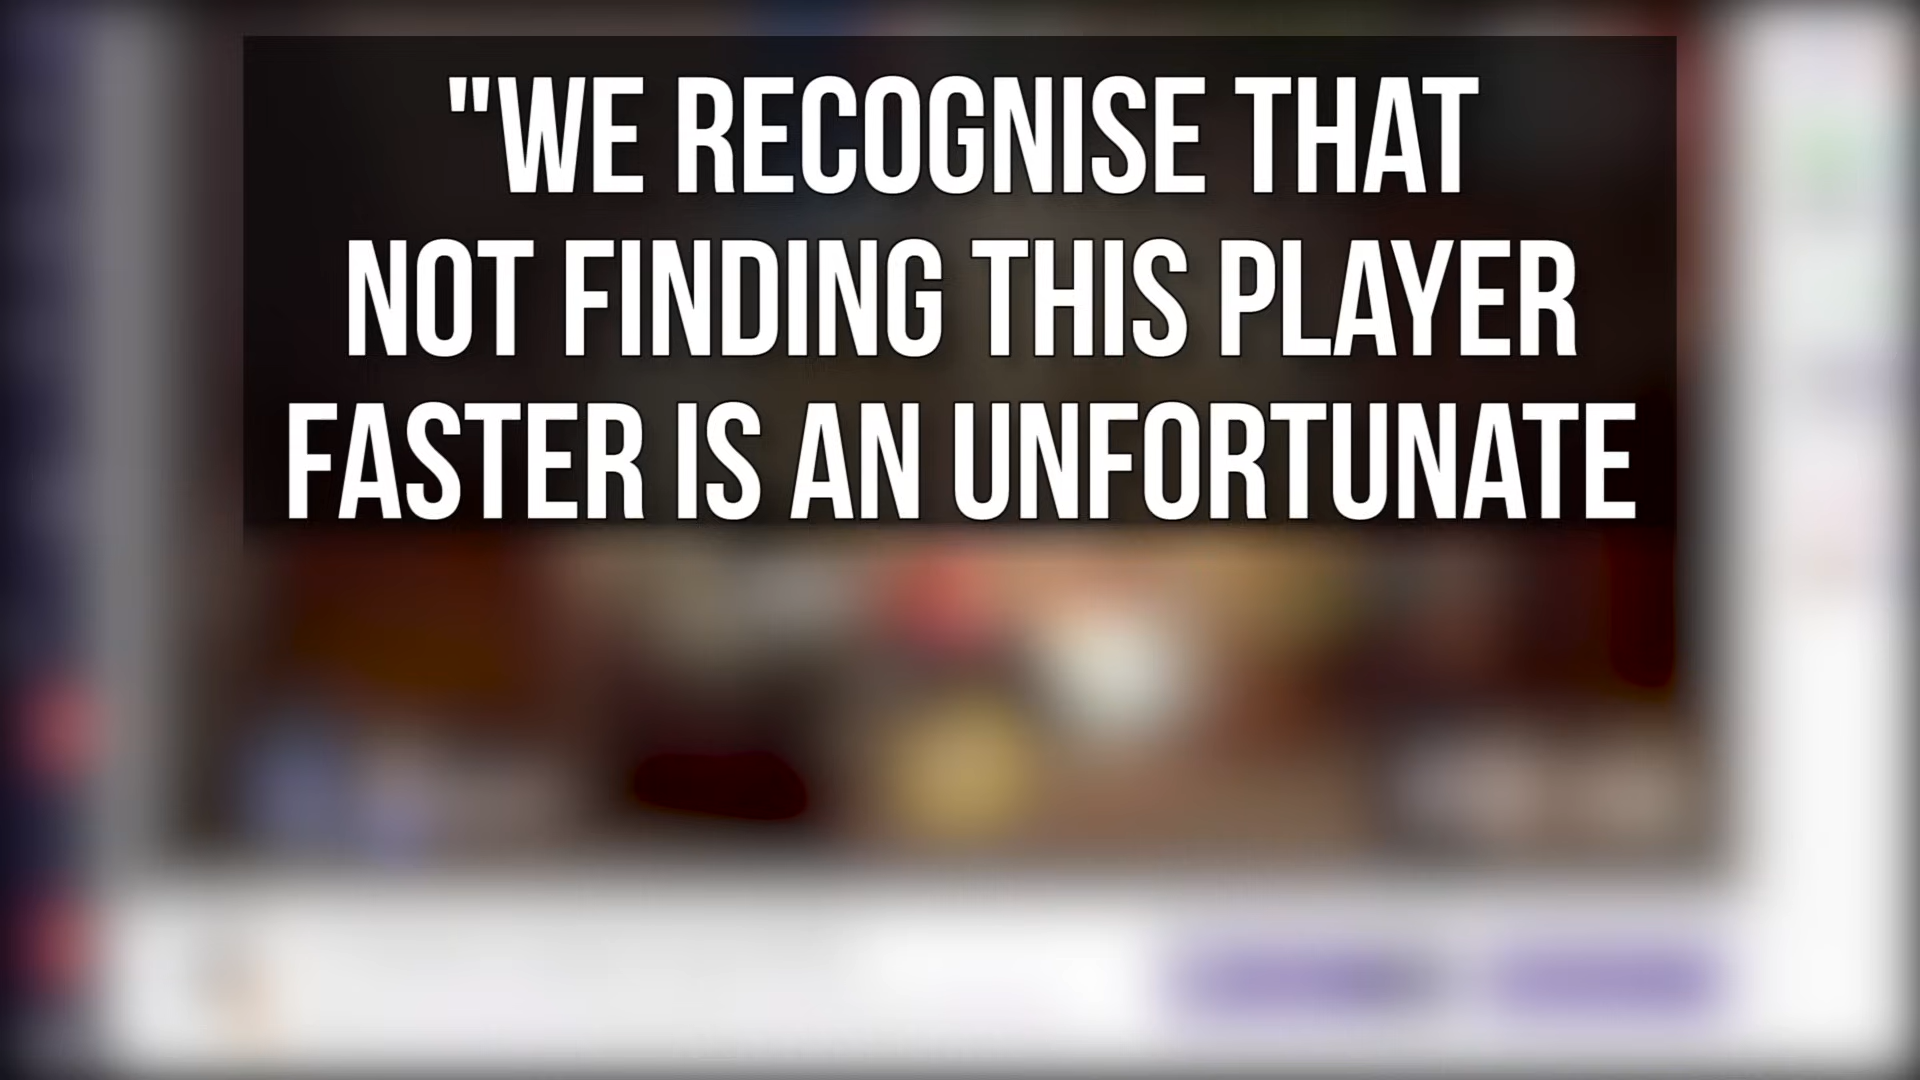 "WE RECOGNISE THAT
NOT FINDING THIS PLAYER
FASTER IS AN UNFORTUNATE